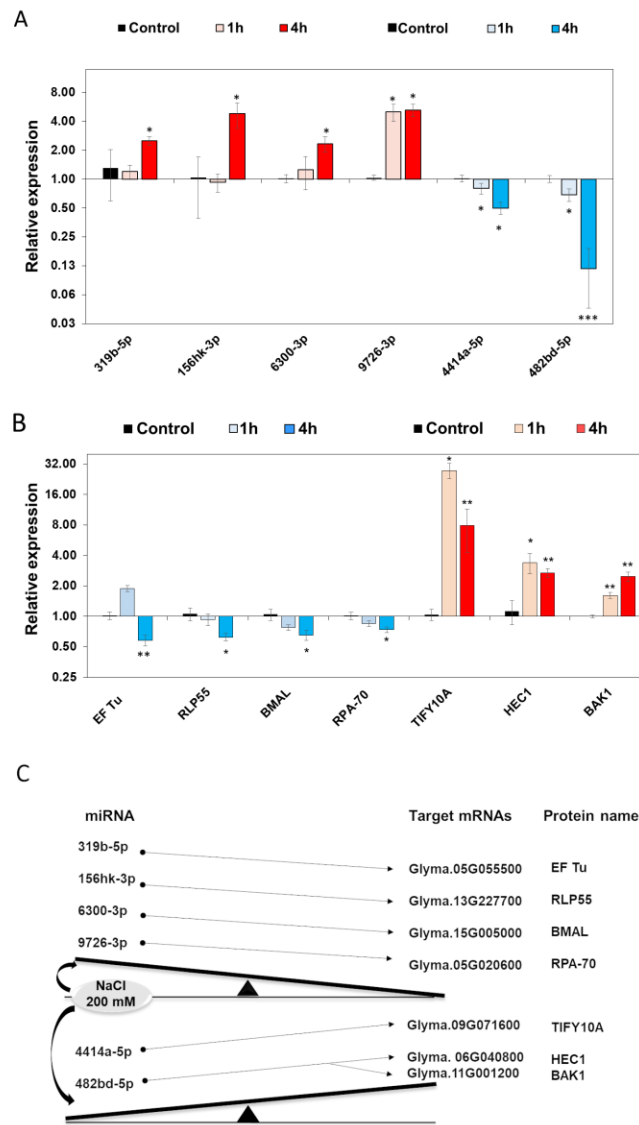 A
Control 1h 4h Control 1h 4h
Relative expression
8.00
4.00
2.00
1.00
0.50
0.25
0.13
0.06
0.03
* * * * * * * * ***
319b-5p 156hk-3p 6300-3p 9726-3p 4414a-5p 482bd-5p
B
Control 1h 4h Control 1h 4h
Relative expression
32.00
16.00
8.00
4.00
2.00
1.00
0.50
0.25
** * * * * ** * ** ** **
EF Tu RLP55 BMAL RPA-70 TIFY10A HEC1 BAK1
C
miRNA Target mRNAs Protein name
319b-5p Glyma.05G055500 EF Tu
156hk-3p Glyma.13G227700 RLP55
6300-3p Glyma.15G005000 BMAL
9726-3p Glyma.05G020600 RPA-70
NaCl
200 mM
4414a-5p Glyma.09G071600 TIFY10A
482bd-5p Glyma. 06G040800 HEC1
Glyma.11G001200 BAK1